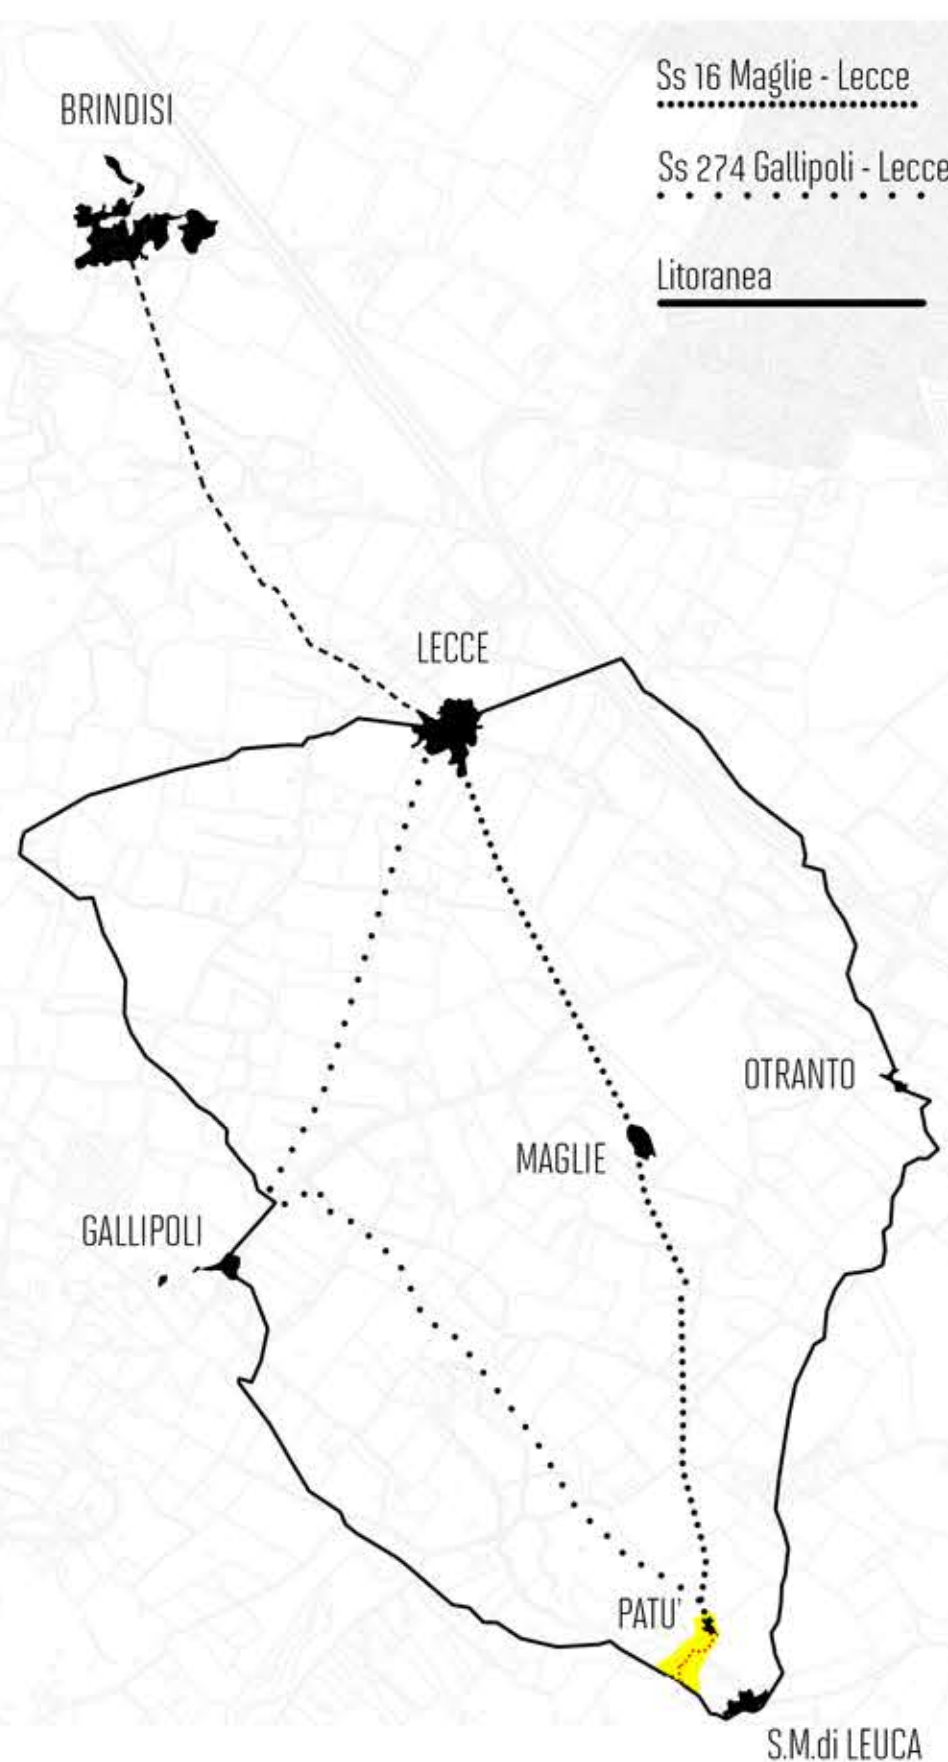 BRINDISI
Ss 16 Maglie - Lecce
Ss 274 Gallipoli - Lecce
Litoranea
LECCE
OTRANTO
MAGLIE
GALLIPOLI
PATU'
S.M.di LEUCA